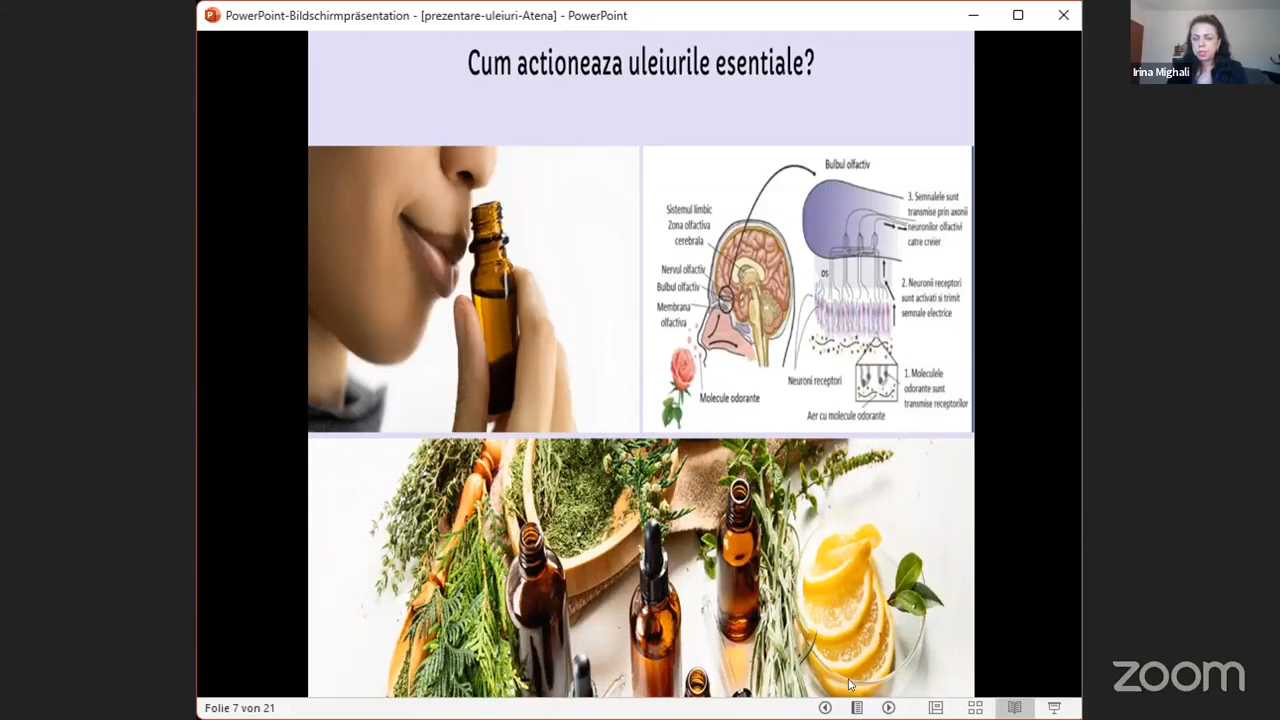 PowerPoint-Bildschirmpräsentation - [prezentare-uleiuri-Atena] - PowerPoint
Irina Mighali
Cum actioneaza uleiurile esentiale?
Bulbul olfactiv
Sistemul limbic
Zona olfactiva
cerebrala
Nervul olfactiv
Bulbul olfactiv
Membrana
olfactiva
Molecule odorante
os
Neuroni receptori
Aer cu molecule odorante
3. Semnalele sunt
transmise prin axonii
neuronilor olfactivi
catre creier
2. Neuronii receptori
sunt activati si trimit
semnale electrice
1. Moleculele
odorante sunt
transmise receptorilor
Folie 7 von 21
zoom